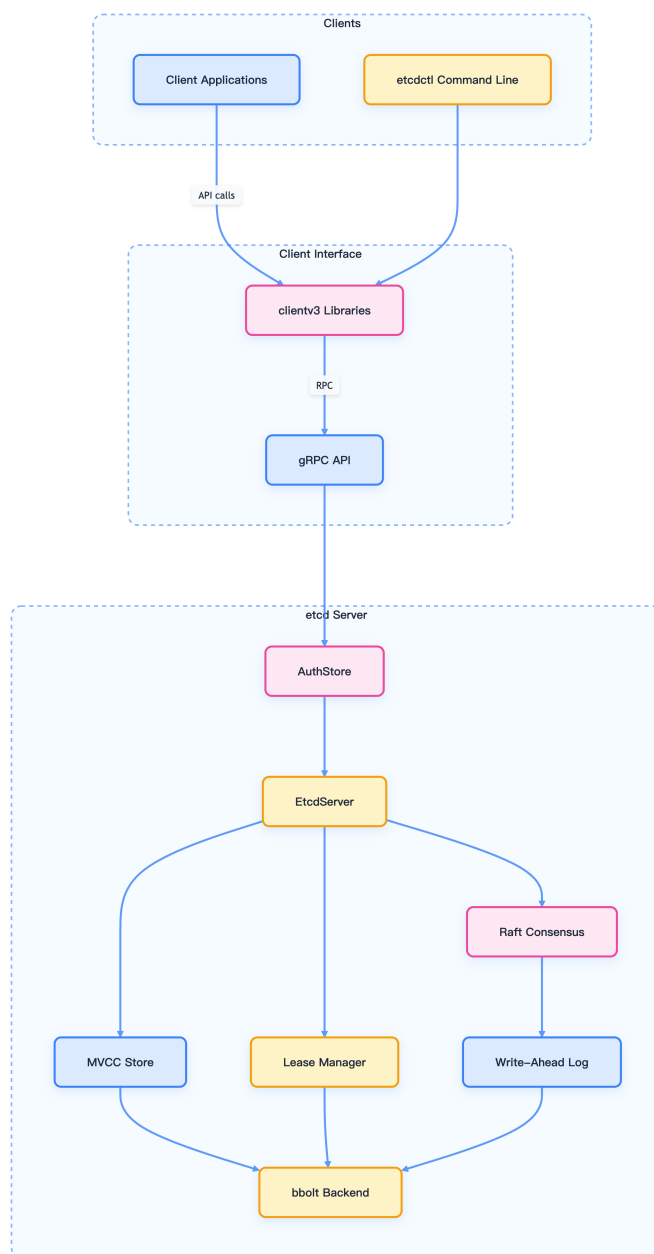 Clients
Client Applications
etcdctl Command Line
API calls
Client Interface
clientv3 Libraries
RPC
gRPC API
etcd Server
AuthStore
EtcdServer
Raft Consensus
MVCC Store
Lease Manager
Write-Ahead Log
bbolt Backend